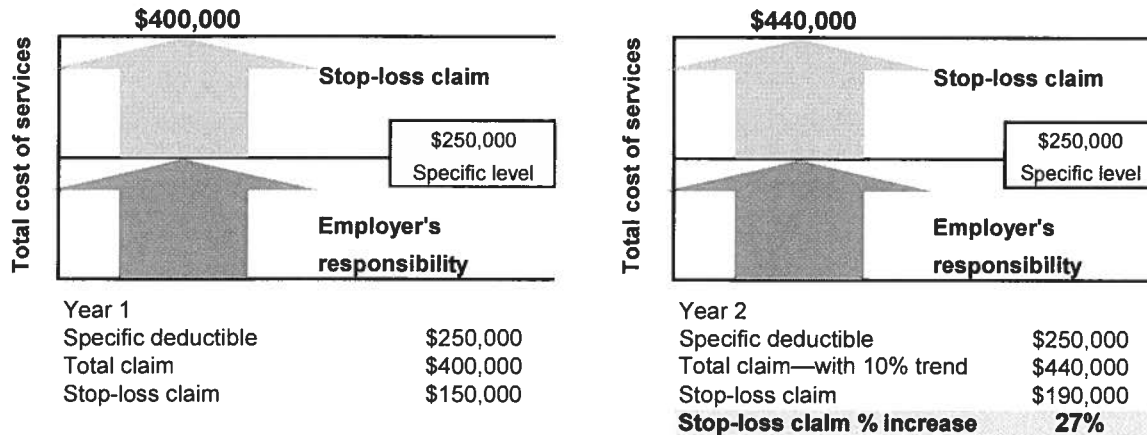 $400,000
Total cost of services
Stop-loss claim
$250,000
Specific level
Employer's
responsibility
Year 1
Specific deductible $250,000
Total claim $400,000
Stop-loss claim $150,000
$440,000
Total cost of services
Stop-loss claim
$250,000
Specific level
Employer's
responsibility
Year 2
Specific deductible $250,000
Total claim—with 10% trend $440,000
Stop-loss claim $190,000
Stop-loss claim % increase 27%